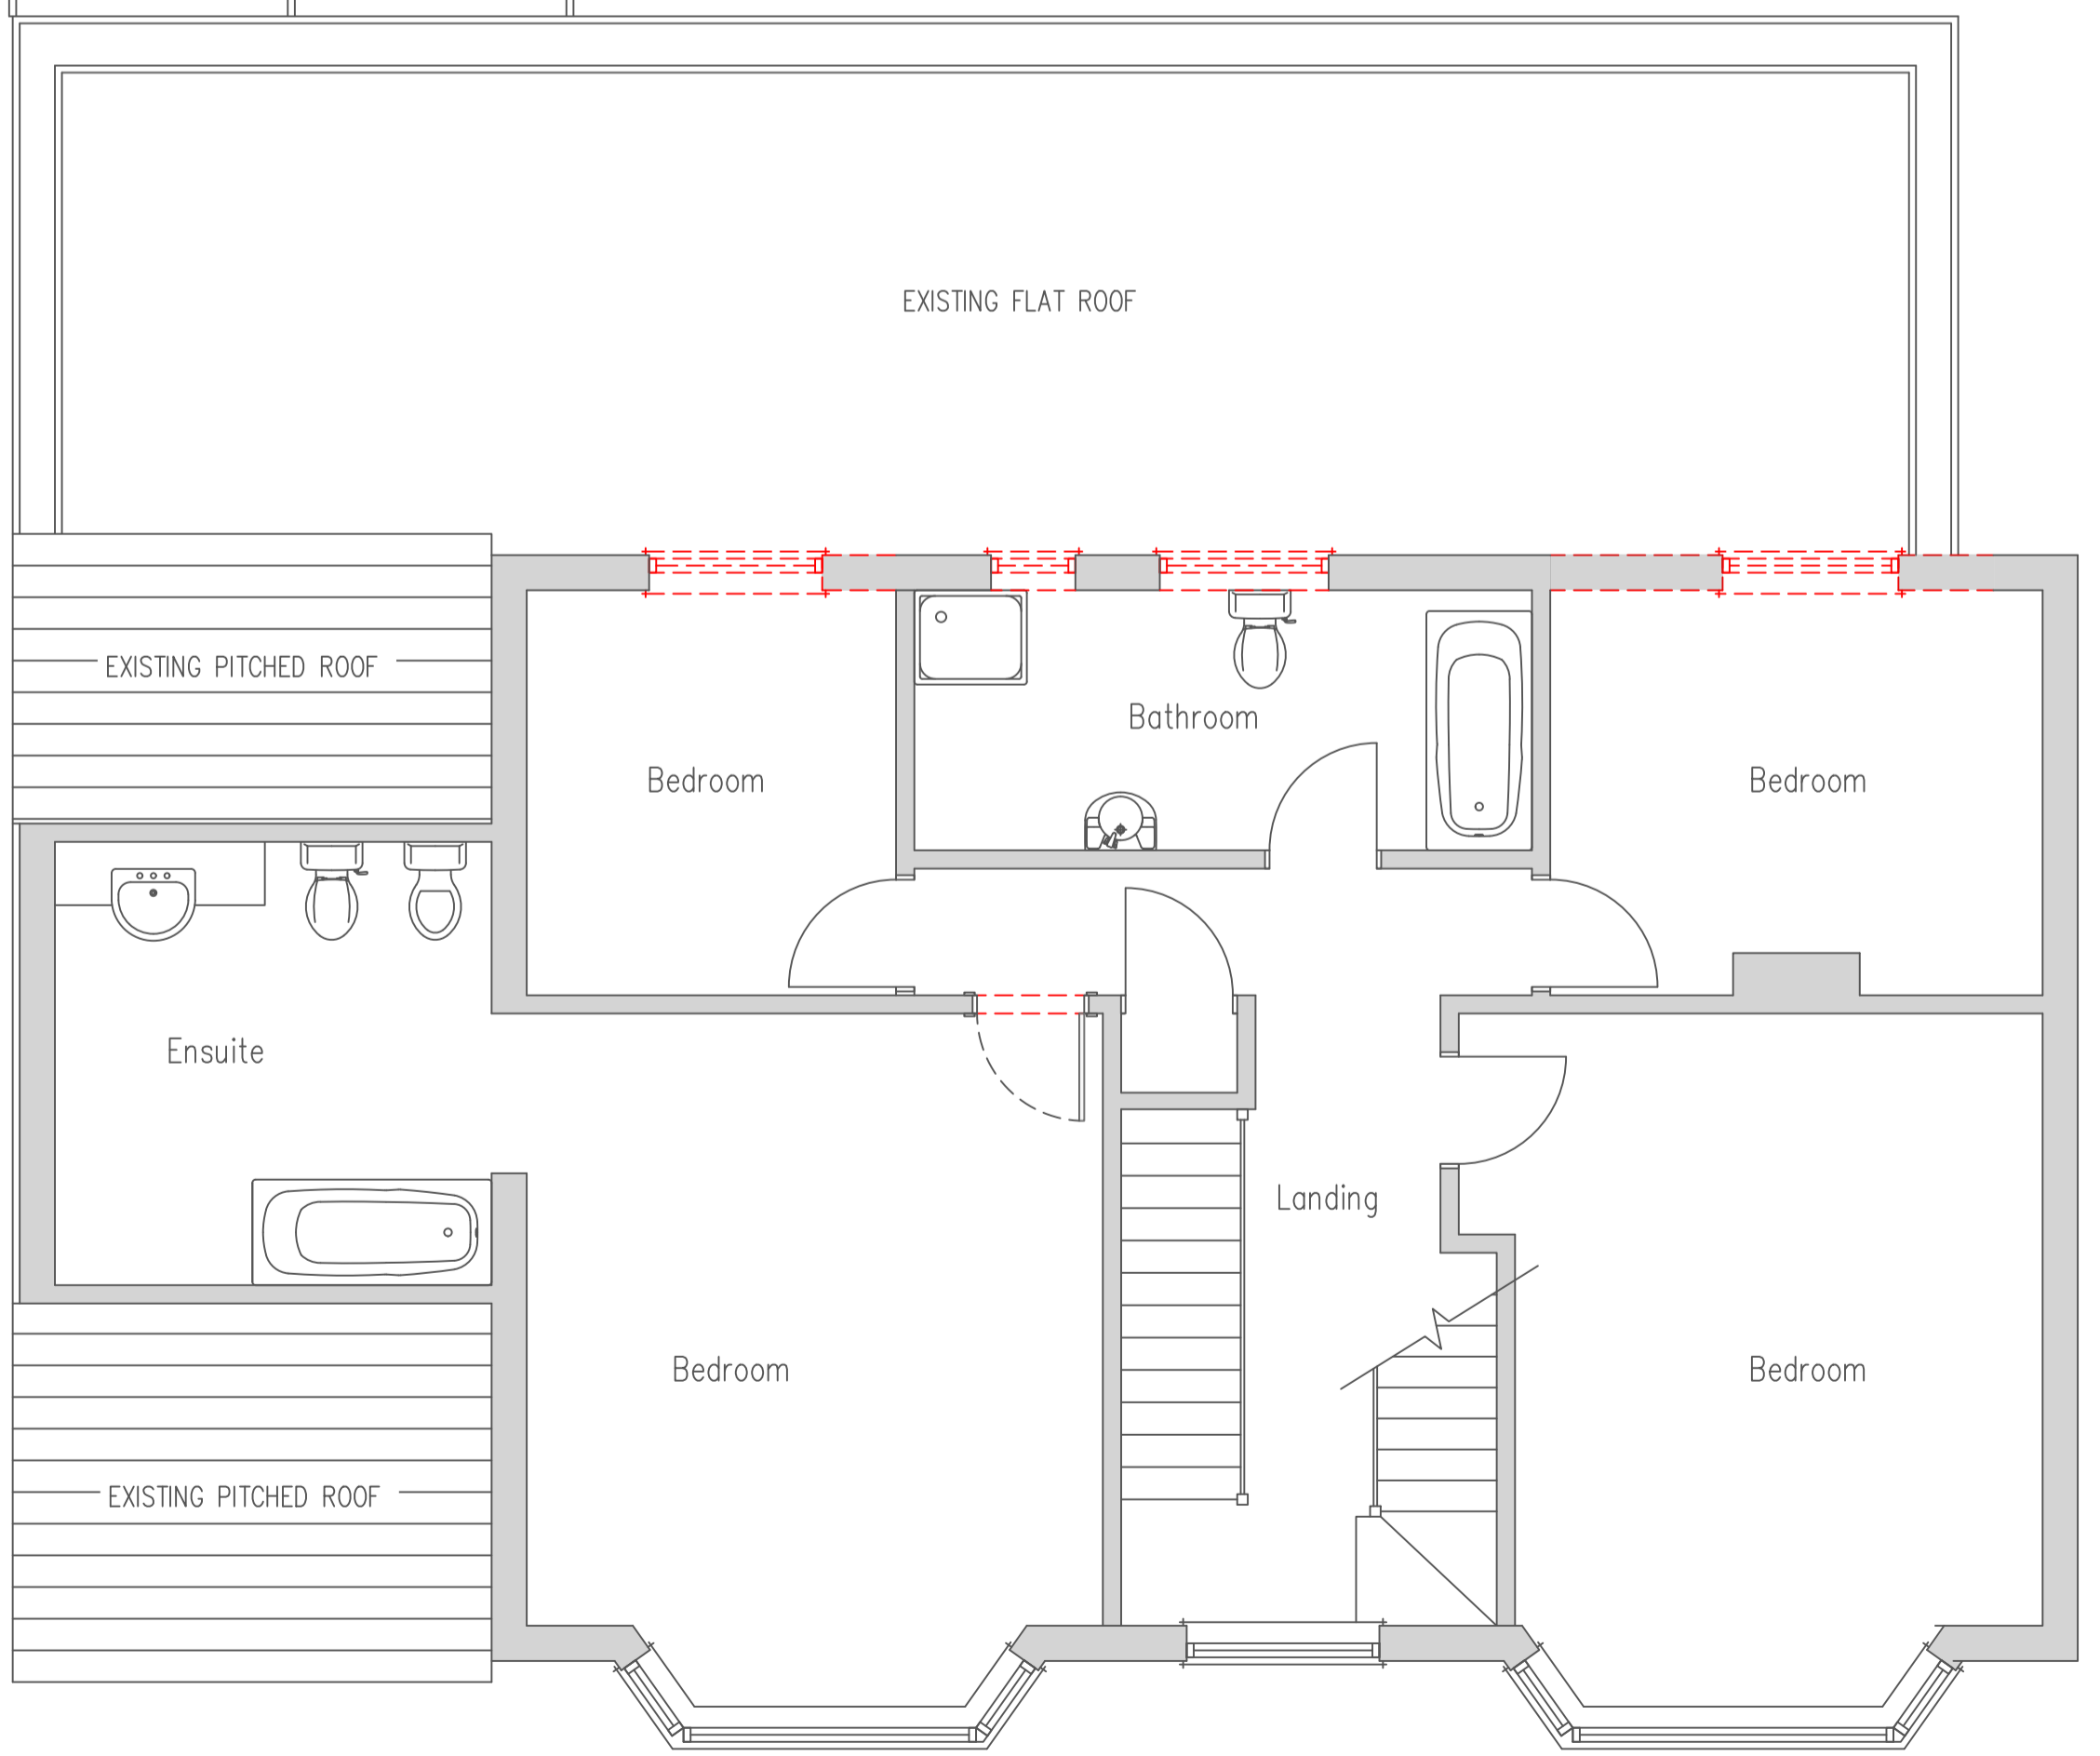 EXISTING FLAT ROOF
EXISTING PITCHED ROOF
Bathroom
Bedroom
Bedroom
Ensuite
Landing
Bedroom
Bedroom
EXISTING PITCHED ROOF